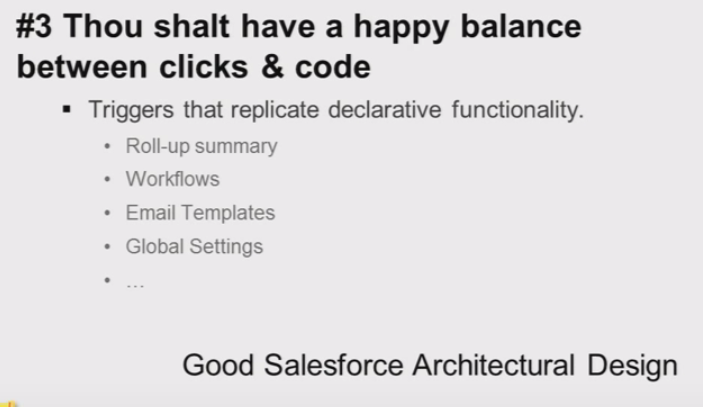 #3 Thou shalt have a happy balance
between clicks & code
▪ Triggers that replicate declarative functionality.
• Roll-up summary
• Workflows
• Email Templates
• Global Settings
• ...
Good Salesforce Architectural Design